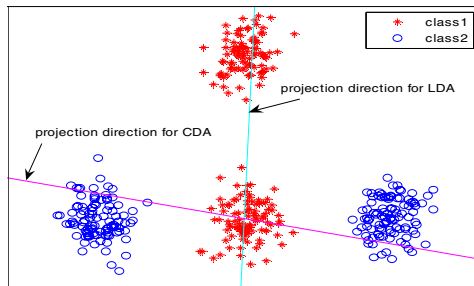 class1
class2
projection direction for LDA
projection direction for CDA